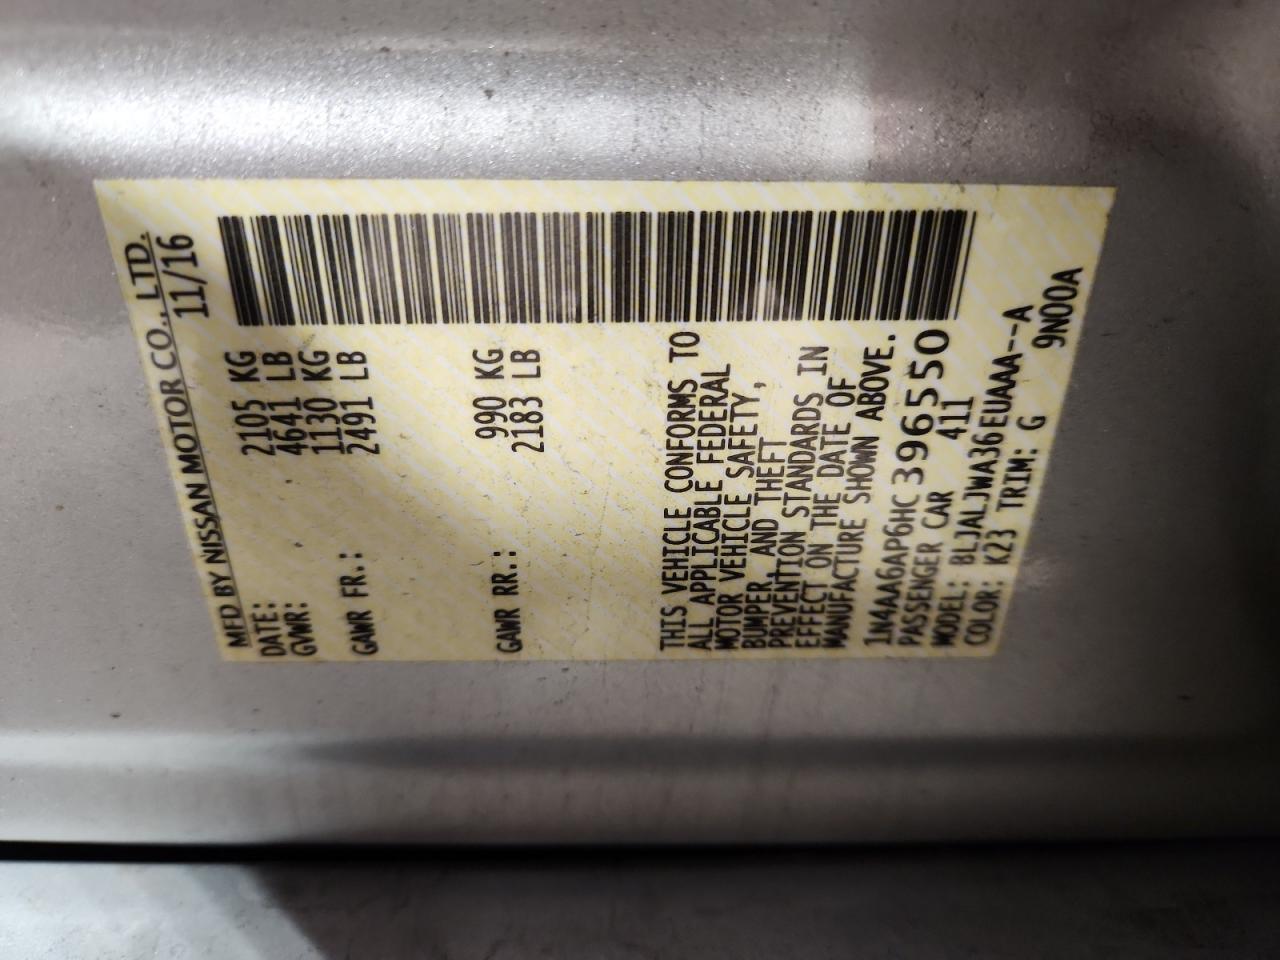 MFD BY NISSAN MOTOR CO., LTD.
DATE: 11/16
GVWR: 2105 KG
4641 LB
GAWR FR.: 1130 KG
2491 LB
GAWR RR.: 990 KG
2183 LB
THIS VEHICLE CONFORMS TO
ALL APPLICABLE FEDERAL
MOTOR VEHICLE SAFETY,
BUMPER, AND THEFT
PREVENTION STANDARDS IN
EFFECT ON THE DATE OF
MANUFACTURE SHOWN ABOVE.
1N4AA6AP6HC396550
PASSENGER CAR 411
MODEL: BLJALJWA36EUAAA--A
COLOR: K23 TRIM: G 9N00A